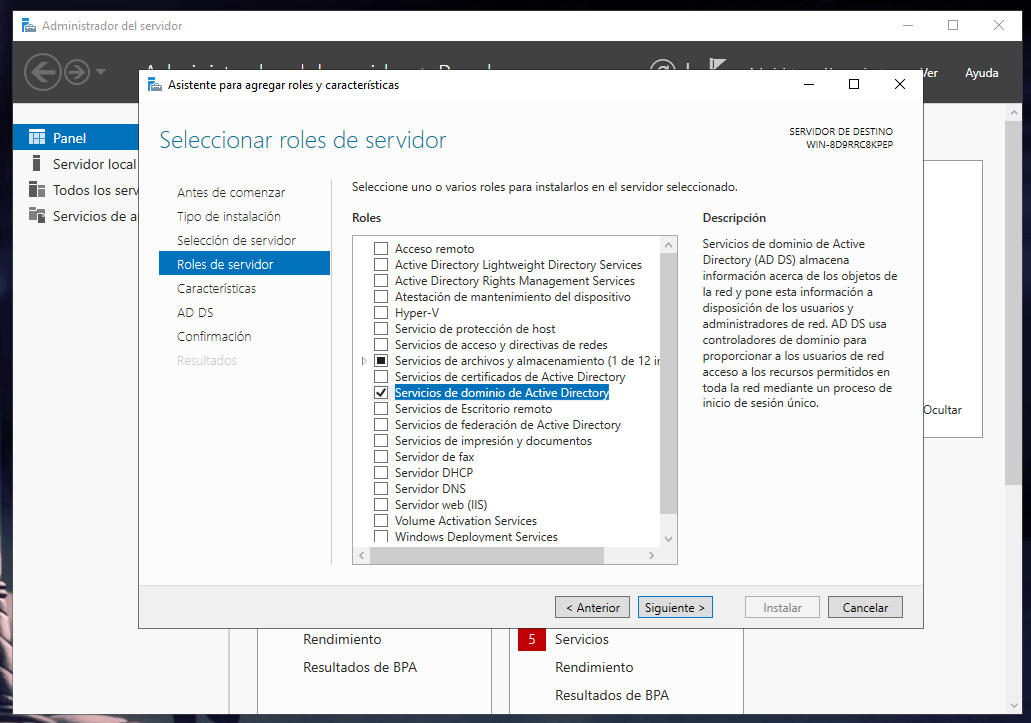 Administrador del servidor
Ver
Ayuda
Panel
Servidor local
Todos los serv
Servicios de a
Asistente para agregar roles y características
Seleccionar roles de servidor
SERVIDOR DE DESTINO
WIN-8D9RRC8KPEP
Antes de comenzar
Tipo de instalación
Selección de servidor
Roles de servidor
Características
AD DS
Confirmación
Resultados
Seleccione uno o varios roles para instalarlos en el servidor seleccionado.
Roles
Acceso remoto
Active Directory Lightweight Directory Services
Active Directory Rights Management Services
Atestación de mantenimiento del dispositivo
Hyper-V
Servicio de protección de host
Servicios de acceso y directivas de redes
Servicios de archivos y almacenamiento (1 de 12 in
Servicios de certificados de Active Directory
Servicios de dominio de Active Directory
Servicios de Escritorio remoto
Servicios de federación de Active Directory
Servicios de impresión y documentos
Servidor de fax
Servidor DHCP
Servidor DNS
Servidor web (IIS)
Volume Activation Services
Windows Deployment Services
Descripción
Servicios de dominio de Active
Directory (AD DS) almacena
información acerca de los objetos de
la red y pone esta información a
disposición de los usuarios y
administradores de red. AD DS usa
controladores de dominio para
proporcionar a los usuarios de red
acceso a los recursos permitidos en
toda la red mediante un proceso de
inicio de sesión único.
Ocultar
< Anterior
Siguiente >
Instalar
Cancelar
Rendimiento
Resultados de BPA
5 Servicios
Rendimiento
Resultados de BPA